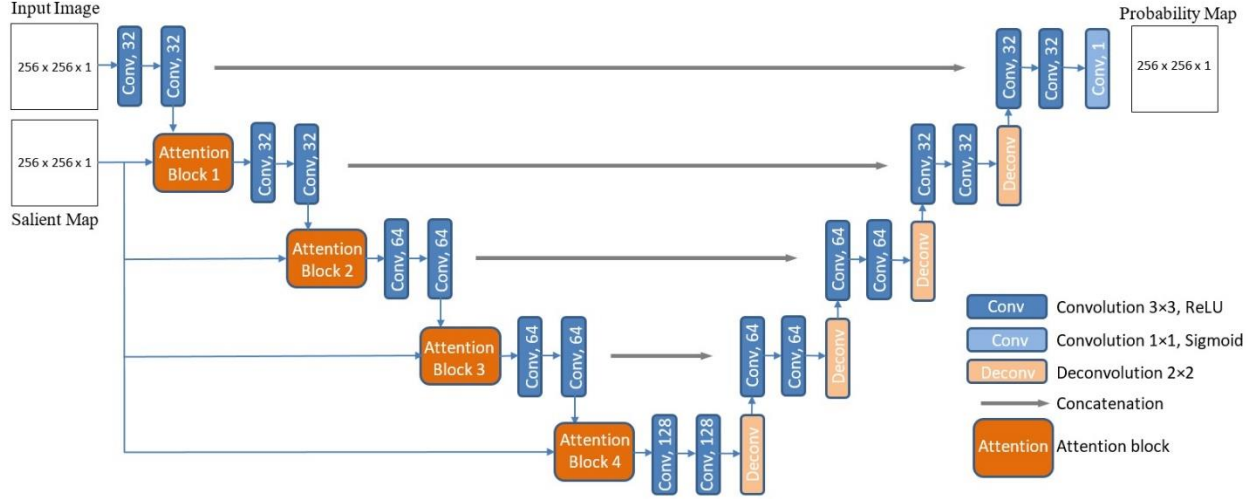 Input Image
256 x 256 x 1
Conv, 32
Conv, 32
Salient Map
256 x 256 x 1
Attention
Block 1
Conv, 32
Conv, 32
Attention
Block 2
Conv, 64
Conv, 64
Attention
Block 3
Conv, 64
Conv, 64
Attention
Block 4
Conv, 128
Conv, 128
Deconv
Conv, 64
Conv, 64
Deconv
Conv, 64
Conv, 64
Deconv
Conv, 32
Conv, 32
Deconv
Conv, 32
Conv, 32
Conv, 1
Probability Map
256 x 256 x 1
Conv
Convolution 3×3, ReLU
Conv
Convolution 1×1, Sigmoid
Deconv
Deconvolution 2×2
Concatenation
Attention
Attention block